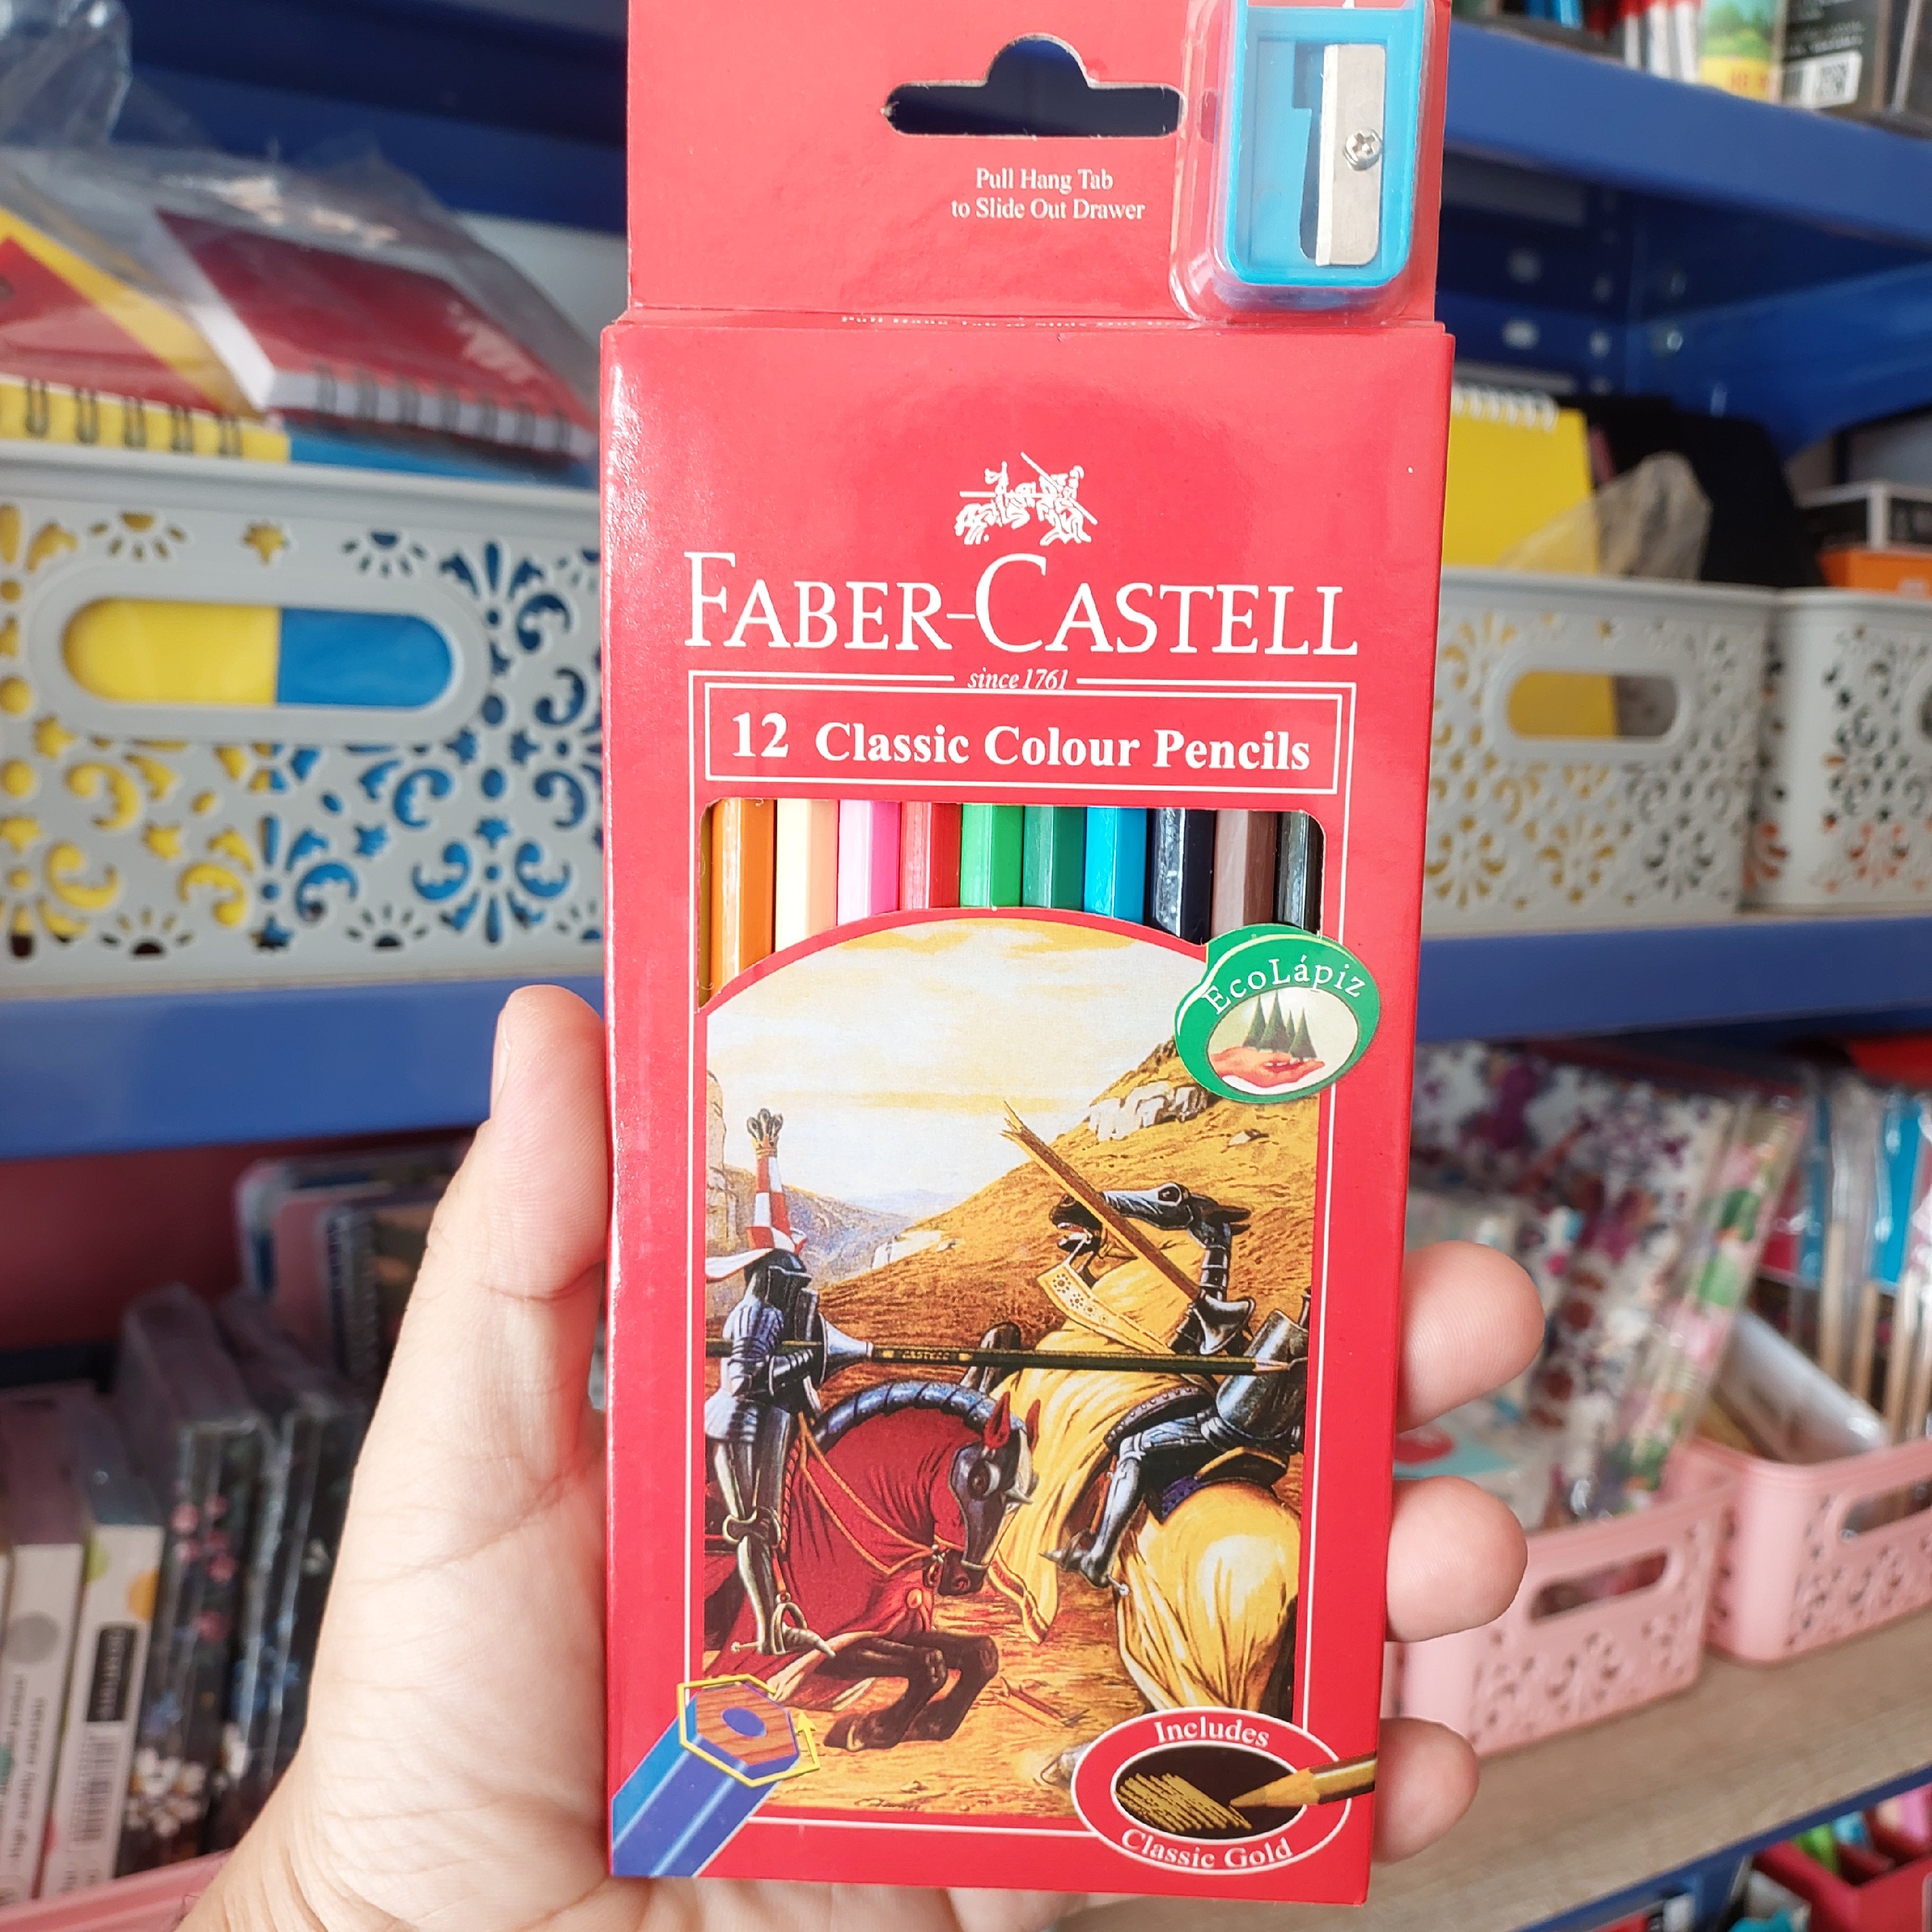 Pull Hang Tab
to Slide Out Drawer
FABER-CASTELL
since 1761
12 Classic Colour Pencils
EcoLápiz
CASTELL
Includes
Classic Gold